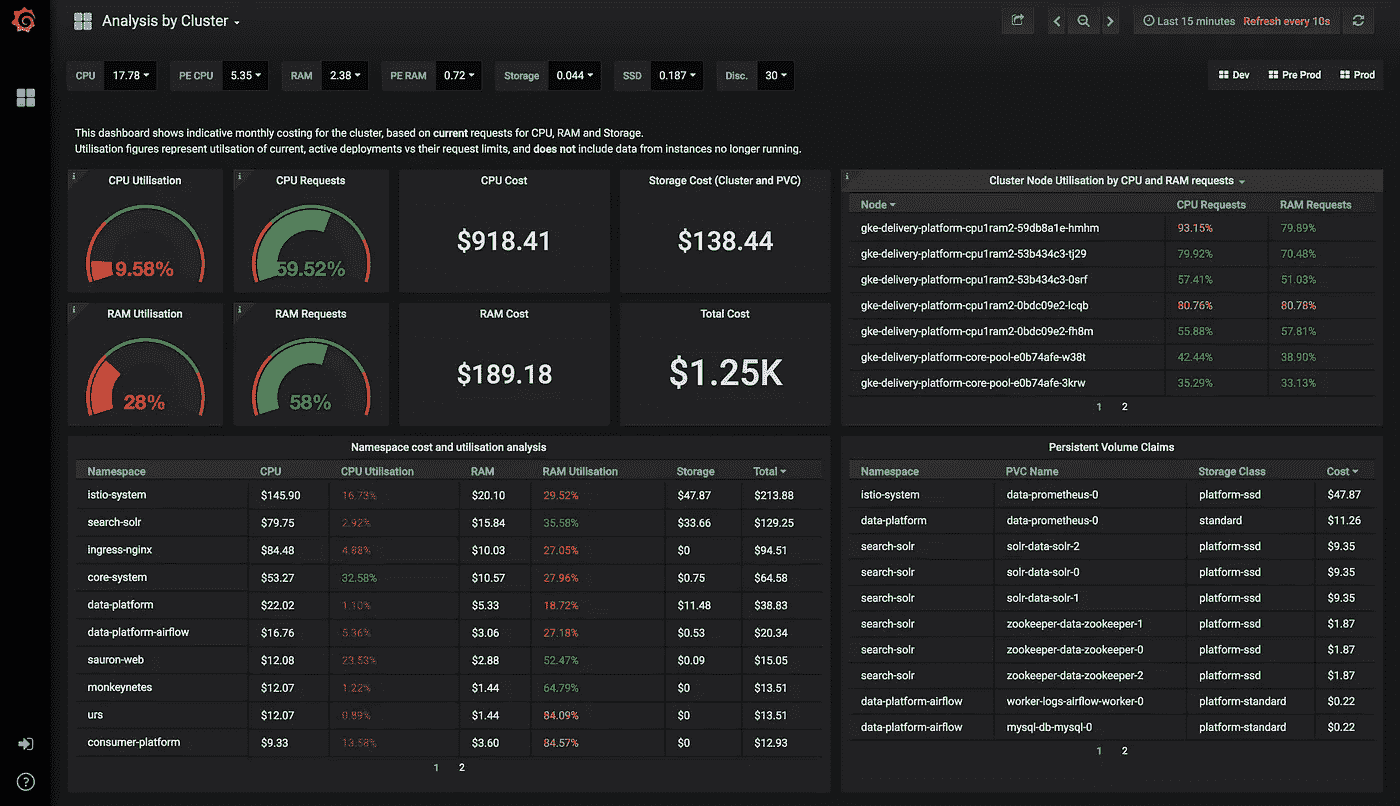 Analysis by Cluster
Last 15 minutes Refresh every 10s
CPU 17.78 PE CPU 5.35 RAM 2.38 PE RAM 0.72 Storage 0.044 SSD 0.187 Disc. 30
Dev Pre Prod Prod
This dashboard shows indicative monthly costing for the cluster, based on current requests for CPU, RAM and Storage.
Utilisation figures represent utilsation of current, active deployments vs their request limits, and does not include data from instances no longer running.
CPU Utilisation
9.58%
CPU Requests
59.52%
CPU Cost
$918.41
Storage Cost (Cluster and PVC)
$138.44
RAM Utilisation
28%
RAM Requests
58%
RAM Cost
$189.18
Total Cost
$1.25K
Cluster Node Utilisation by CPU and RAM requests
Node CPU Requests RAM Requests
gke-delivery-platform-cpu1ram2-59db8a1e-hmhm 93.15% 79.89%
gke-delivery-platform-cpu1ram2-53b434c3-tj29 79.92% 70.48%
gke-delivery-platform-cpu1ram2-53b434c3-0srf 57.41% 51.03%
gke-delivery-platform-cpu1ram2-0bdc09e2-lcqb 80.76% 80.78%
gke-delivery-platform-cpu1ram2-0bdc09e2-fh8m 55.88% 57.81%
gke-delivery-platform-core-pool-e0b74afe-w38t 42.44% 38.90%
gke-delivery-platform-core-pool-e0b74afe-3krw 35.29% 33.13%
1 2
Namespace cost and utilisation analysis
Namespace CPU CPU Utilisation RAM RAM Utilisation Storage Total
istio-system $145.90 16.73% $20.10 29.52% $47.87 $213.88
search-solr $79.75 2.92% $15.84 35.58% $33.66 $129.25
ingress-nginx $84.48 4.88% $10.03 27.05% $0 $94.51
core-system $53.27 32.58% $10.57 27.96% $0.75 $64.58
data-platform $22.02 1.10% $5.33 18.72% $11.48 $38.83
data-platform-airflow $16.76 5.36% $3.06 27.18% $0.53 $20.34
sauron-web $12.08 23.53% $2.88 52.47% $0.09 $15.05
monkeynetes $12.07 1.22% $1.44 64.79% $0 $13.51
urs $12.07 0.89% $1.44 84.09% $0 $13.51
consumer-platform $9.33 13.58% $3.60 84.57% $0 $12.93
1 2
Persistent Volume Claims
Namespace PVC Name Storage Class Cost
istio-system data-prometheus-0 platform-ssd $47.87
data-platform data-prometheus-0 standard $11.26
search-solr solr-data-solr-2 platform-ssd $9.35
search-solr solr-data-solr-0 platform-ssd $9.35
search-solr solr-data-solr-1 platform-ssd $9.35
search-solr zookeeper-data-zookeeper-1 platform-ssd $1.87
search-solr zookeeper-data-zookeeper-0 platform-ssd $1.87
search-solr zookeeper-data-zookeeper-2 platform-ssd $1.87
data-platform-airflow worker-logs-airflow-worker-0 platform-standard $0.22
data-platform-airflow mysql-db-mysql-0 platform-standard $0.22
1 2